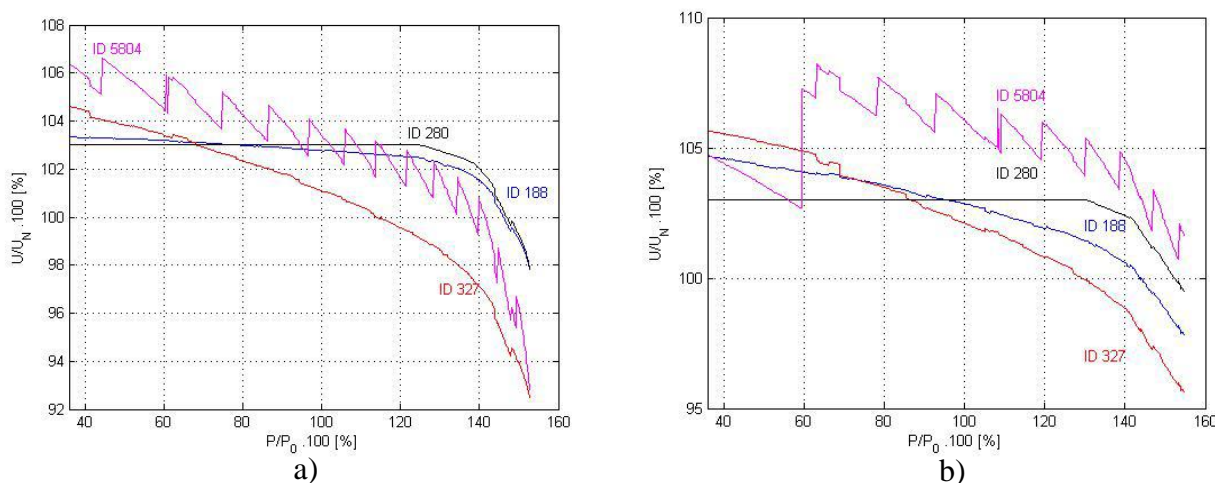 108
106
104
102
100
98
96
94
92
U/U_N .100 [%]
ID 5804
ID 280
ID 188
ID 327
40 60 80 100 120 140 160
P/P_0 .100 [%]
a)
110
105
100
95
U/U_N .100 [%]
ID 5804
ID 280
ID 188
ID 327
40 60 80 100 120 140 160
P/P_0 .100 [%]
b)